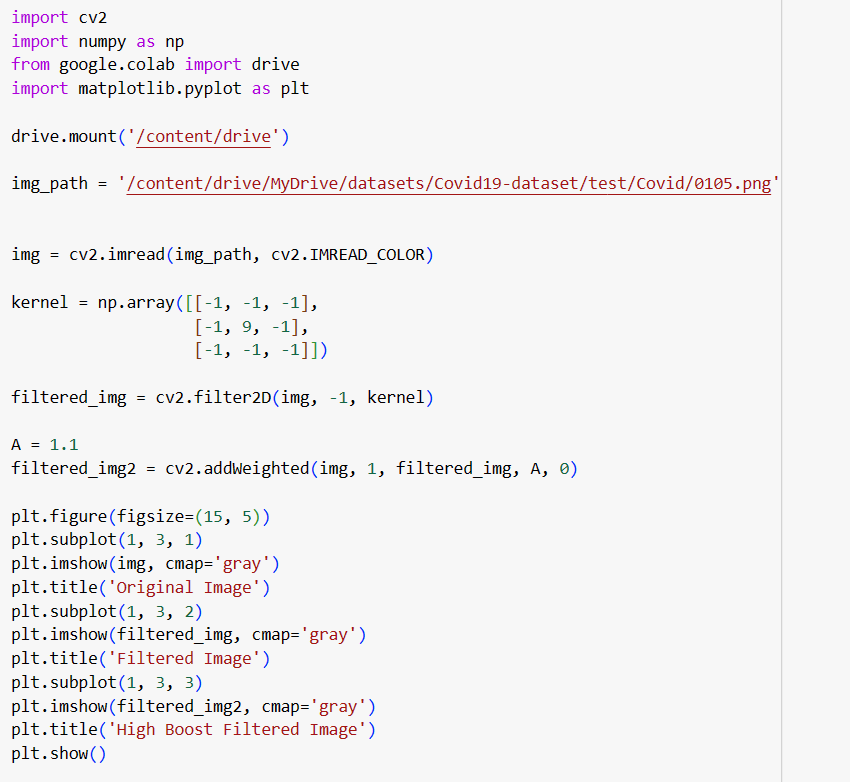 import cv2
import numpy as np
from google.colab import drive
import matplotlib.pyplot as plt
drive.mount('/content/drive')
img_path = '/content/drive/MyDrive/datasets/Covid19-dataset/test/Covid/0105.png'
img = cv2.imread(img_path, cv2.IMREAD_COLOR)
kernel = np.array([[-1, -1, -1],
[-1, 9, -1],
[-1, -1, -1]])
filtered_img = cv2.filter2D(img, -1, kernel)
A = 1.1
filtered_img2 = cv2.addWeighted(img, 1, filtered_img, A, 0)
plt.figure(figsize=(15, 5))
plt.subplot(1, 3, 1)
plt.imshow(img, cmap='gray')
plt.title('Original Image')
plt.subplot(1, 3, 2)
plt.imshow(filtered_img, cmap='gray')
plt.title('Filtered Image')
plt.subplot(1, 3, 3)
plt.imshow(filtered_img2, cmap='gray')
plt.title('High Boost Filtered Image')
plt.show()